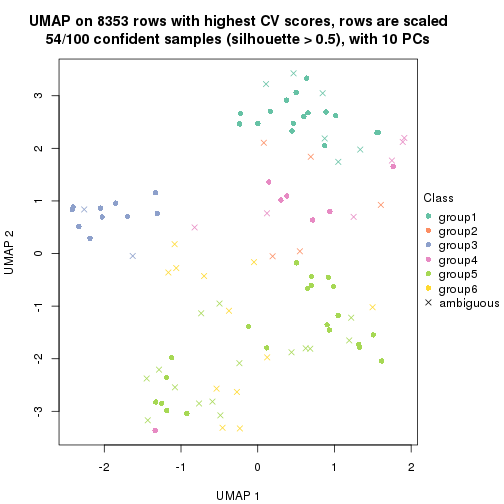 UMAP on 8353 rows with highest CV scores, rows are scaled
54/100 confident samples (silhouette > 0.5), with 10 PCs
3
2
1
0
-1
-2
-3
UMAP 2
-2
-1
0
1
2
UMAP 1
Class
group1
group2
group3
group4
group5
group6
ambiguous